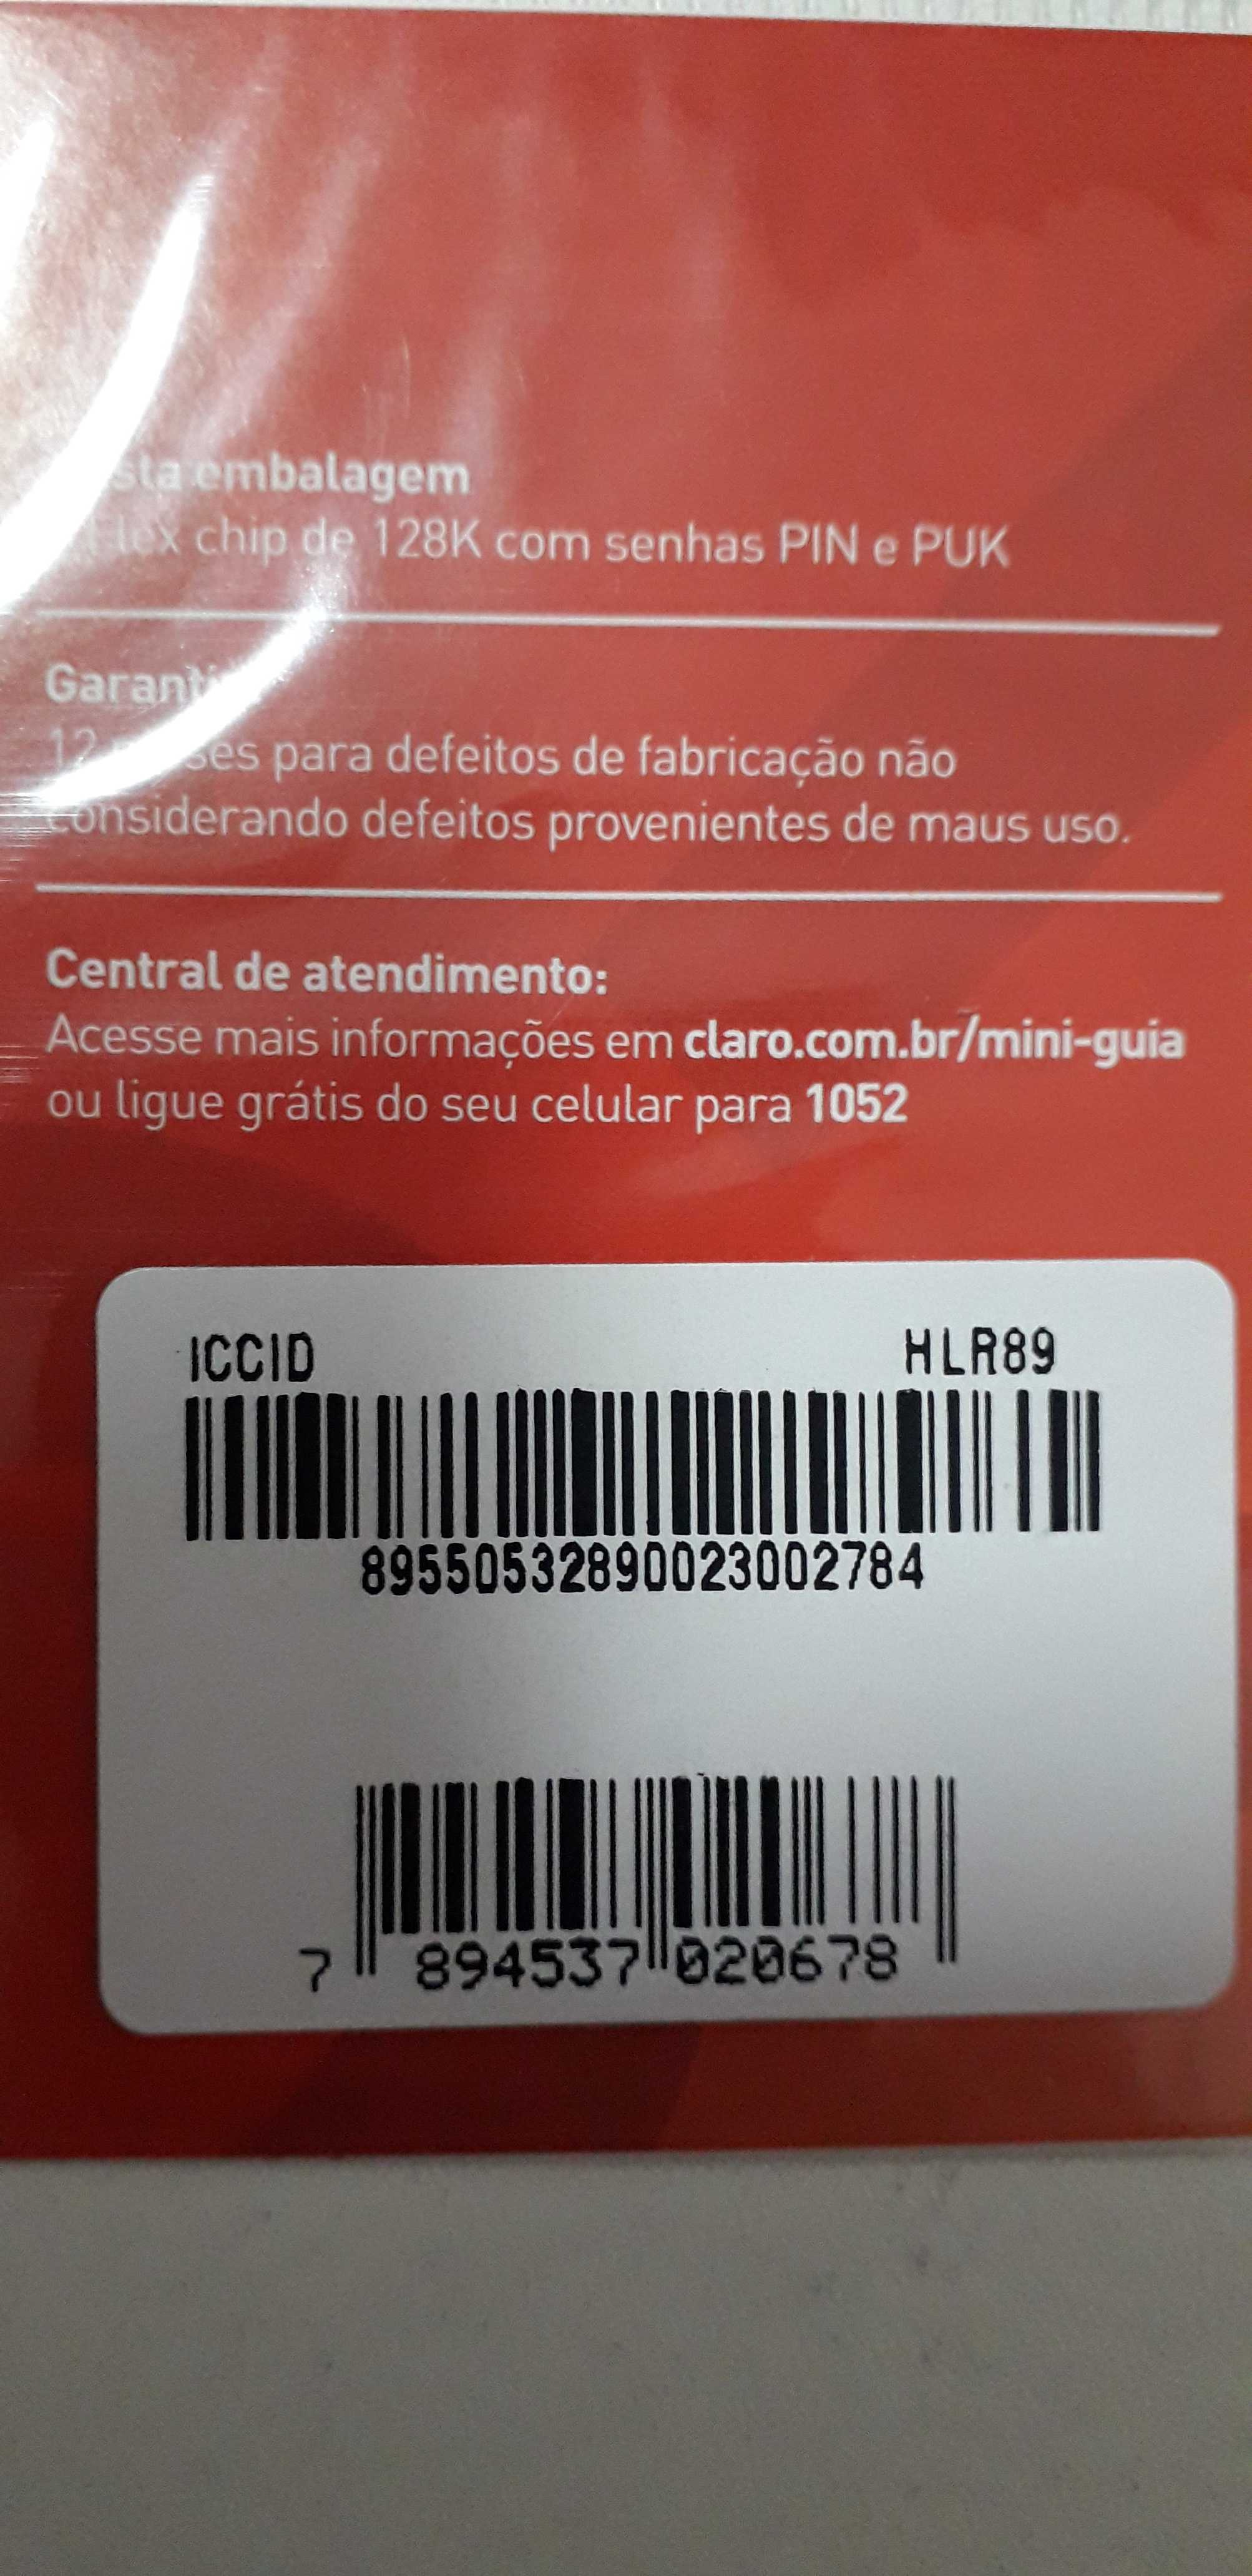 embalagem
chip de 128K com senhas PIN e PUK
12 para defeitos de fabricação não
considerando defeitos provenientes de maus uso.
Central de atendimento:
Acesse mais informações em claro.com.br/mini-guia
ou ligue grátis do seu celular para 1052
ICCID HLR89
89550532890023002784
7 894537 020678